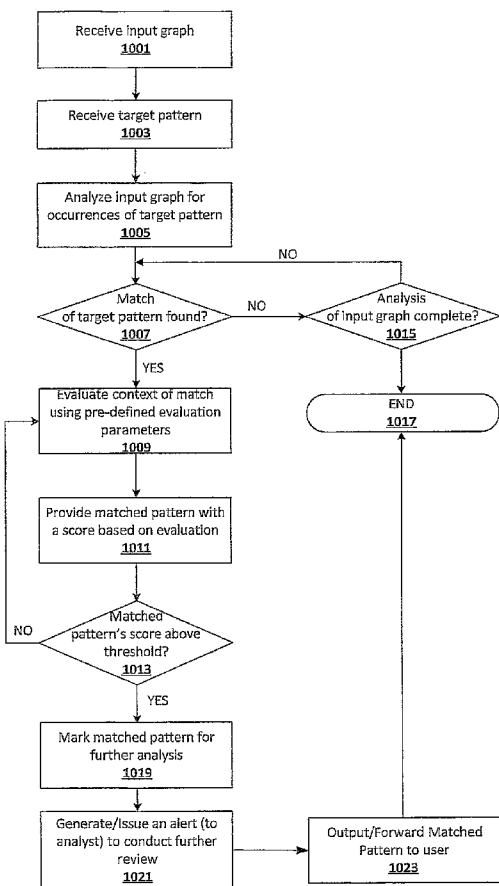 Receive input graph
1001
Receive target pattern
1003
Analyze input graph for
occurrences of target pattern
1005
NO
Match
of target pattern found?
1007
NO
Analysis
of input graph complete?
1015
YES
Evaluate context of match
using pre-defined evaluation
parameters
1009
END
1017
Provide matched pattern with
a score based on evaluation
1011
NO
Matched
pattern's score above
threshold?
1013
YES
Mark matched pattern for
further analysis
1019
Generate/Issue an alert (to
analyst) to conduct further
review
1021
Output/Forward Matched
Pattern to user
1023